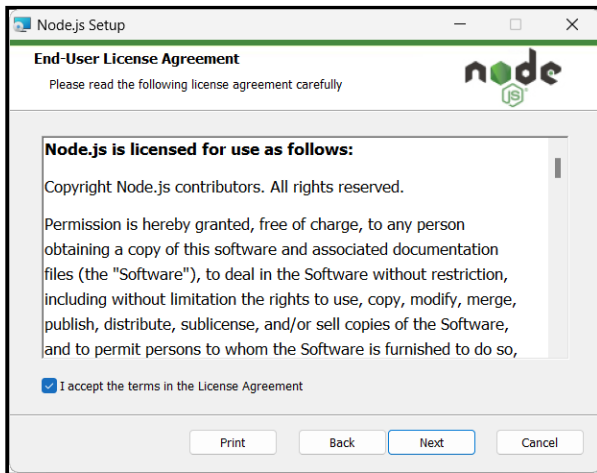 Node.js Setup
End-User License Agreement
Please read the following license agreement carefully
node
JS
Node.js is licensed for use as follows:
Copyright Node.js contributors. All rights reserved.
Permission is hereby granted, free of charge, to any person
obtaining a copy of this software and associated documentation
files (the "Software"), to deal in the Software without restriction,
including without limitation the rights to use, copy, modify, merge,
publish, distribute, sublicense, and/or sell copies of the Software,
and to permit persons to whom the Software is furnished to do so,
I accept the terms in the License Agreement
Print Back Next Cancel